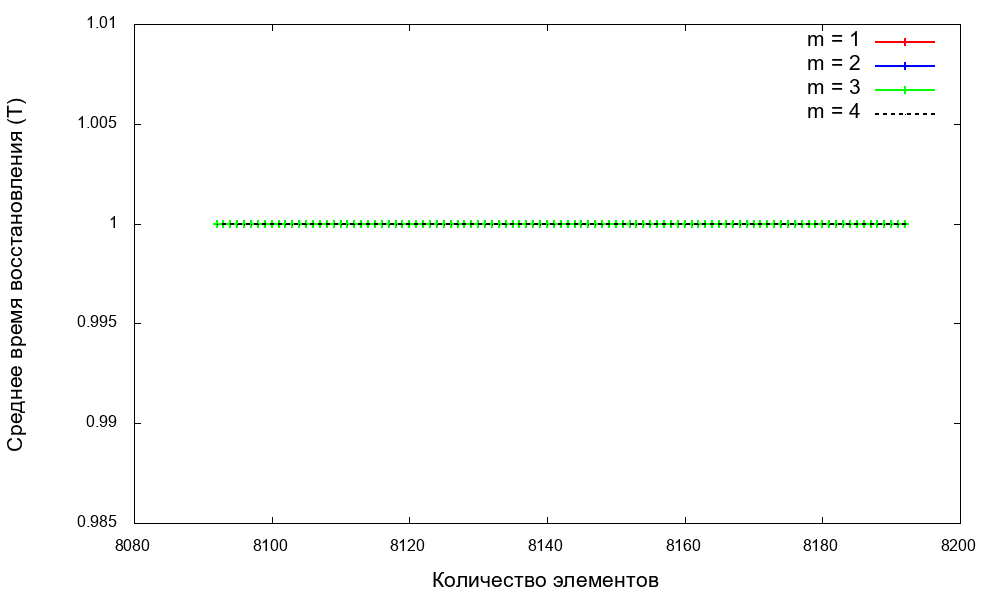 1.01
1.005
1
0.995
0.99
0.985
8080
8100
8120
8140
8160
8180
8200
Среднее время восстановления (T)
Количество элементов
m = 1
m = 2
m = 3
m = 4